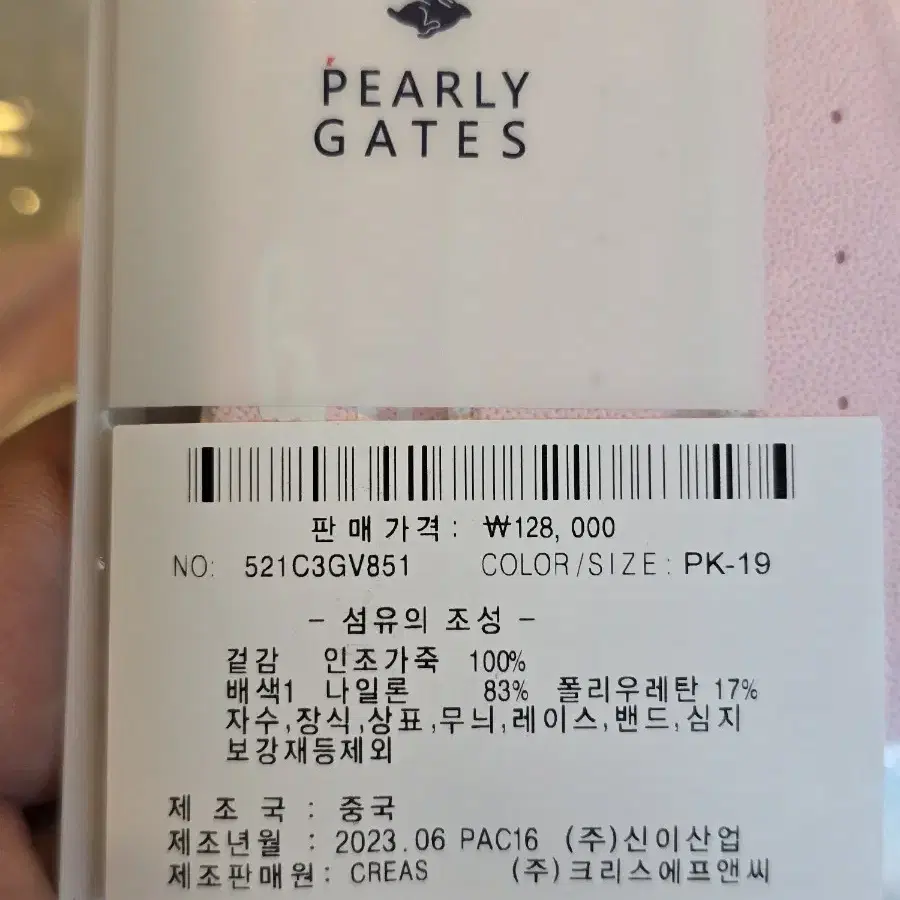 PEARLY
GATES
판매가격: ₩128,000
NO: 521C3GV851 COLOR/SIZE: PK-19
- 섬유의 조성 -
겉감 인조가죽 100%
배색1 나일론 83% 폴리우레탄 17%
자수,장식,상표,무늬,레이스,밴드,심지
보강재등제외
제 조 국 : 중국
제조년월 : 2023.06 PAC16 (주)신이산업
제조판매원: CREAS (주)크리스에프앤씨